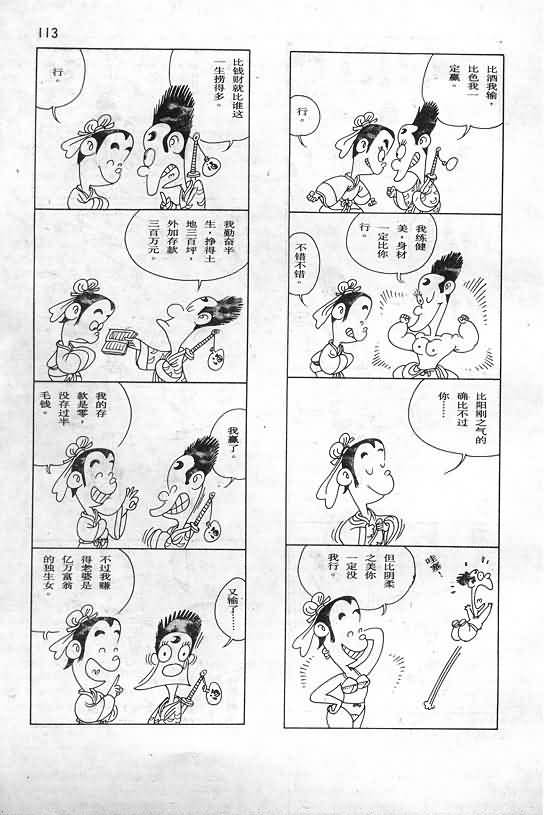 113
比酒我输，
比色我一
定赢。
行。
我练健
美，身材
一定比你
行。
不错不错。
比阳刚之气的
确比不过
你……
但比阴柔
之美你
一定没
我行。
哇噻！
比钱财就比谁这
一生捞得多。
行。
我勤奋半
生，挣得土
地三百坪，
外加存款
三百万元。
我赢了。
我的存
款是零，
没存过半
毛钱。
又输了……
不过我赚
得老婆是
亿万富翁
的独生女。